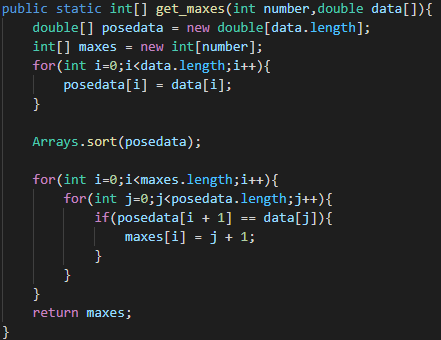 public static int[] get_maxes(int number,double data[]){
    double[] posedata = new double[data.length];
    int[] maxes = new int[number];
    for(int i=0;i<data.length;i++){
        posedata[i] = data[i];
    }

    Arrays.sort(posedata);

    for(int i=0;i<maxes.length;i++){
        for(int j=0;j<posedata.length;j++){
            if(posedata[i + 1] == data[j]){
                maxes[i] = j + 1;
            }
        }
    }
    return maxes;
}